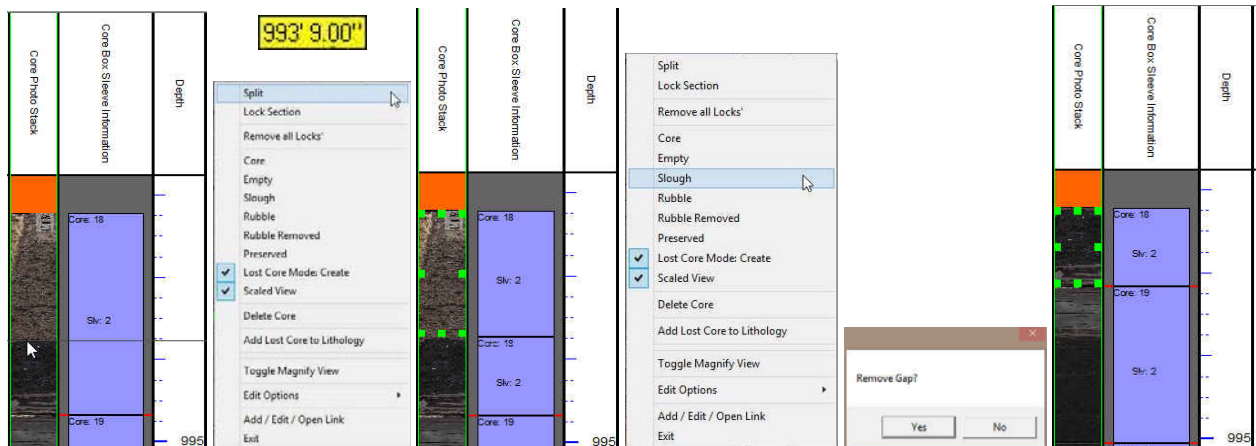 Core Photo Stack
Core Box Sleeve Information
Depth
Core: 18
Slv: 2
Core: 19
995
993' 9.00"
Split
Lock Section
Remove all Locks'
Core
Empty
Slough
Rubble
Rubble Removed
Preserved
Lost Core Mode: Create
Scaled View
Delete Core
Add Lost Core to Lithology
Toggle Magnify View
Edit Options
Add / Edit / Open Link
Exit
Core Photo Stack
Core Box Sleeve Information
Depth
Core: 18
Slv: 2
Core: 18
Slv: 2
Core: 19
995
Split
Lock Section
Remove all Locks'
Core
Empty
Slough
Rubble
Rubble Removed
Preserved
Lost Core Mode: Create
Scaled View
Delete Core
Add Lost Core to Lithology
Toggle Magnify View
Edit Options
Add / Edit / Open Link
Exit
Remove Gap?
Yes
No
Core Photo Stack
Core Box Sleeve Information
Depth
Core: 18
Slv: 2
Core: 19
Slv: 2
995